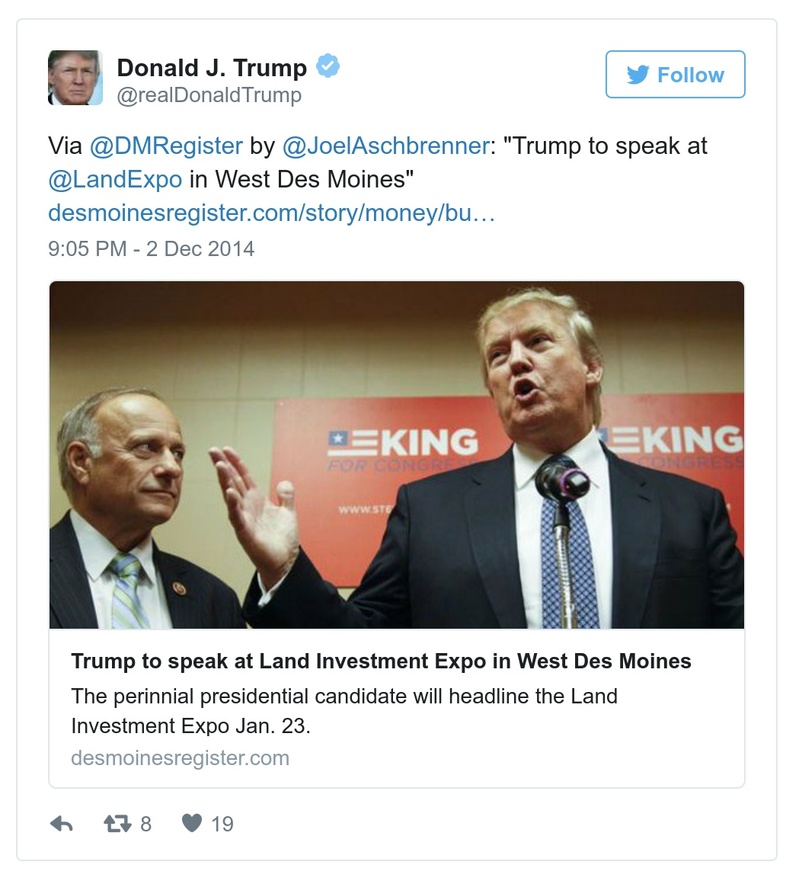 Donald J. Trump
@realDonaldTrump
Follow
Via @DMRegister by @JoelAschbrenner: "Trump to speak at
@LandExpo in West Des Moines"
desmoinesregister.com/story/money/bu…
9:05 PM - 2 Dec 2014
KING
FOR CONGRESS
WWW.STE
KING
CONGRESS
Trump to speak at Land Investment Expo in West Des Moines
The perinnial presidential candidate will headline the Land
Investment Expo Jan. 23.
desmoinesregister.com
8
19